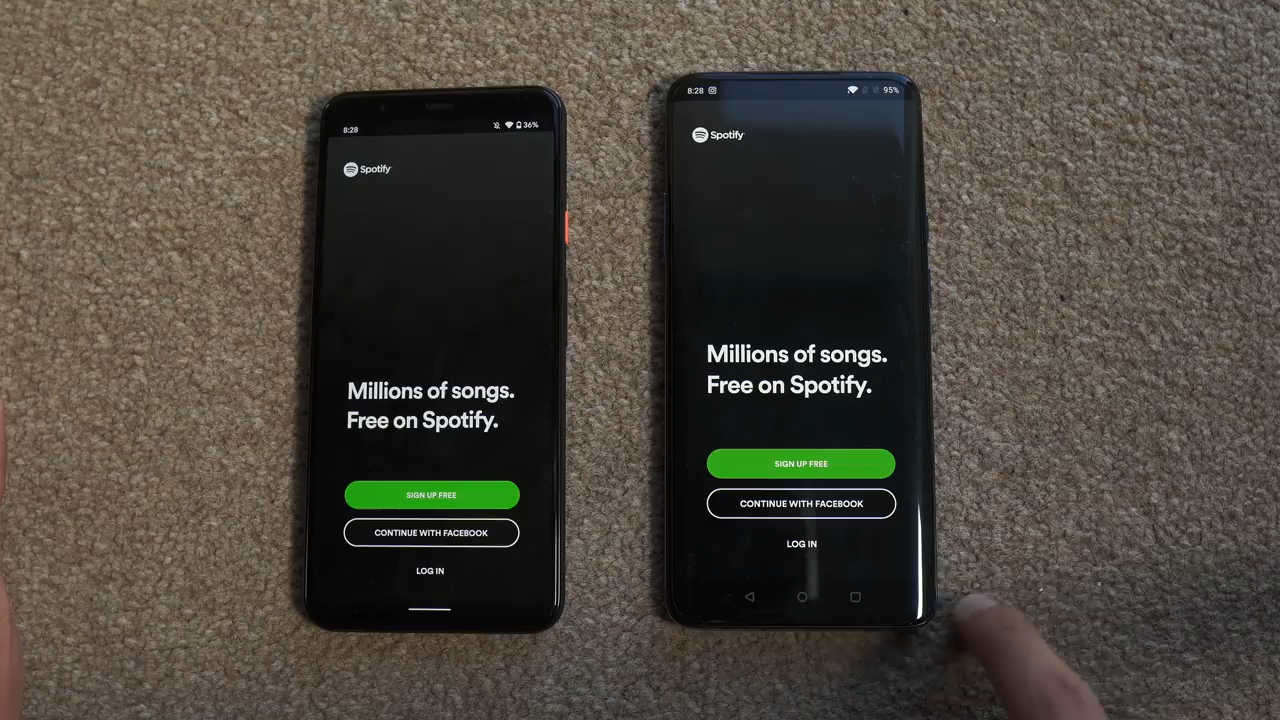 8:28
36%
Spotify
Millions of songs.
Free on Spotify.
SIGN UP FREE
CONTINUE WITH FACEBOOK
LOG IN
8:28
95%
Spotify
Millions of songs.
Free on Spotify.
SIGN UP FREE
CONTINUE WITH FACEBOOK
LOG IN